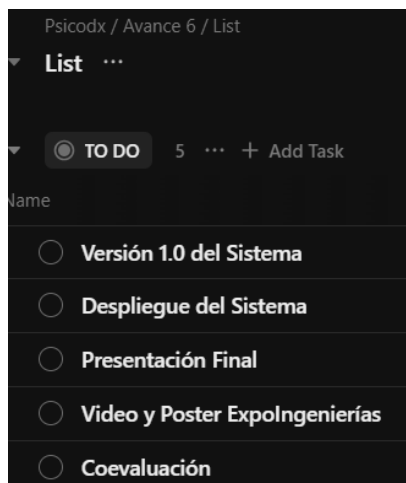 Psicodx / Avance 6 / List
List ...
TO DO 5 ... + Add Task
Name
Versión 1.0 del Sistema
Despliegue del Sistema
Presentación Final
Video y Poster ExpoIngenierías
Coevaluación